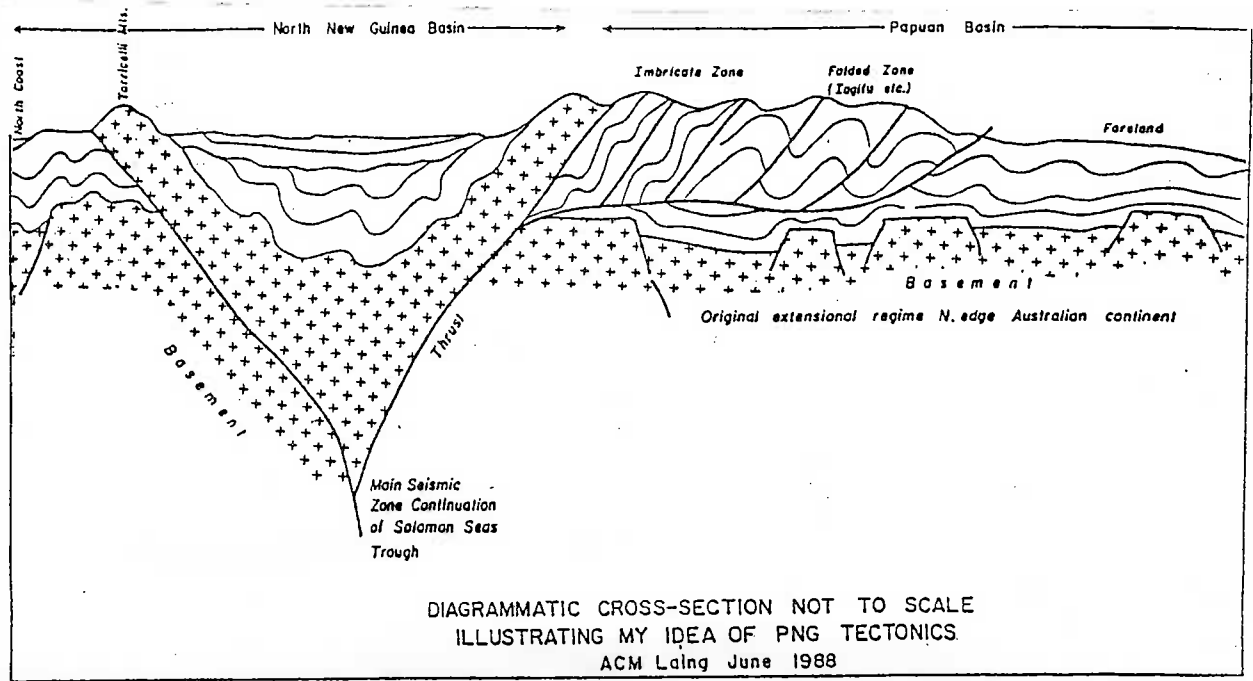 North New Guinea Basin
Papuan Basin
North Coast
Torricelli Mts.
Imbricate Zone
Folded Zone
(Iagifu etc.)
Foreland
Basement
Original extensional regime N. edge Australian continent
Thrust
Basement
Main Seismic
Zone Continuation
of Solomon Seas
Trough
DIAGRAMMATIC CROSS-SECTION NOT TO SCALE
ILLUSTRATING MY IDEA OF PNG TECTONICS.
ACM Laing June 1988